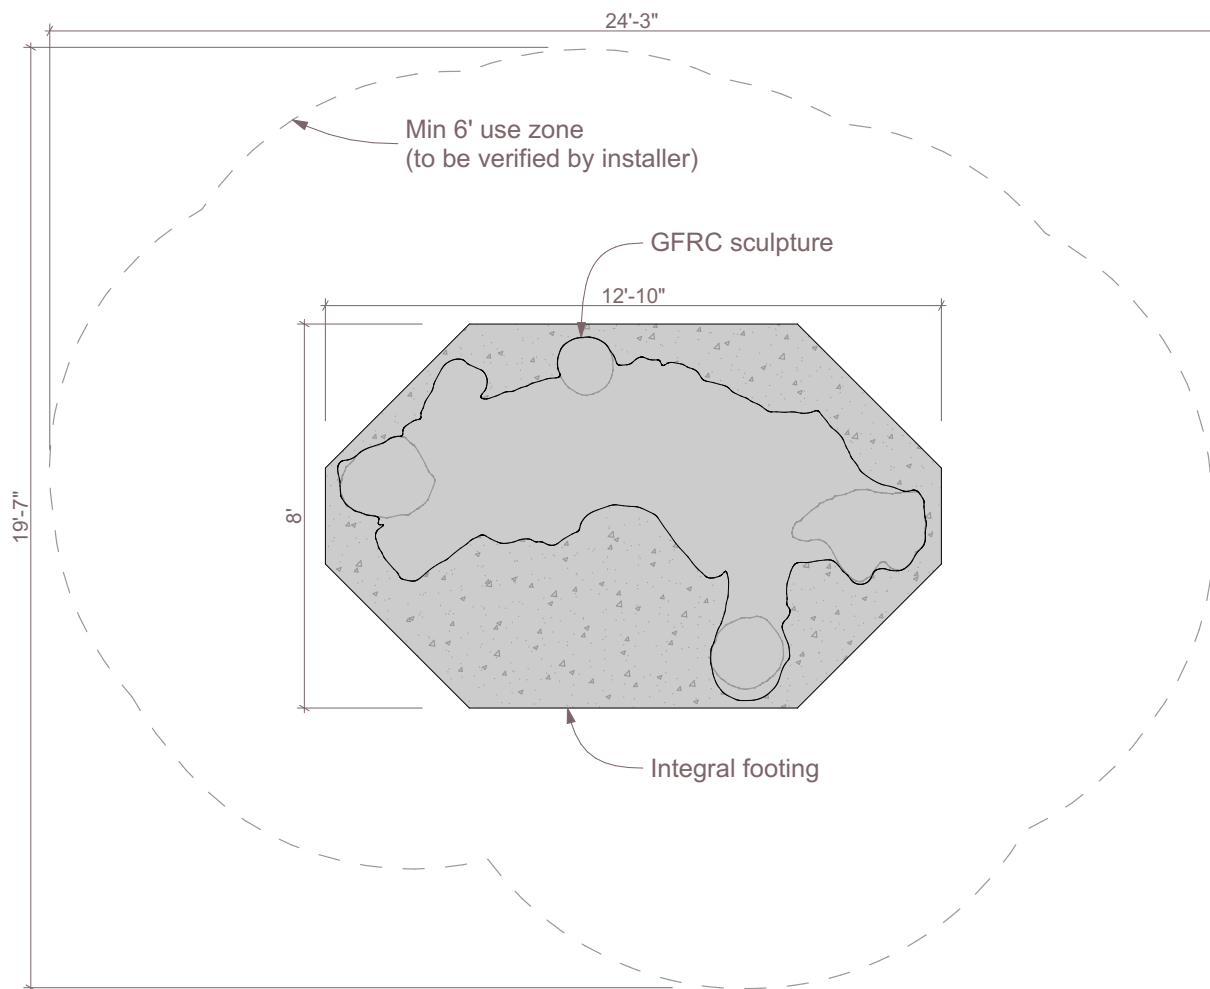 24'-3"
Min 6' use zone
(to be verified by installer)
GFRC sculpture
12'-10"
8'
19'-7"
Integral footing